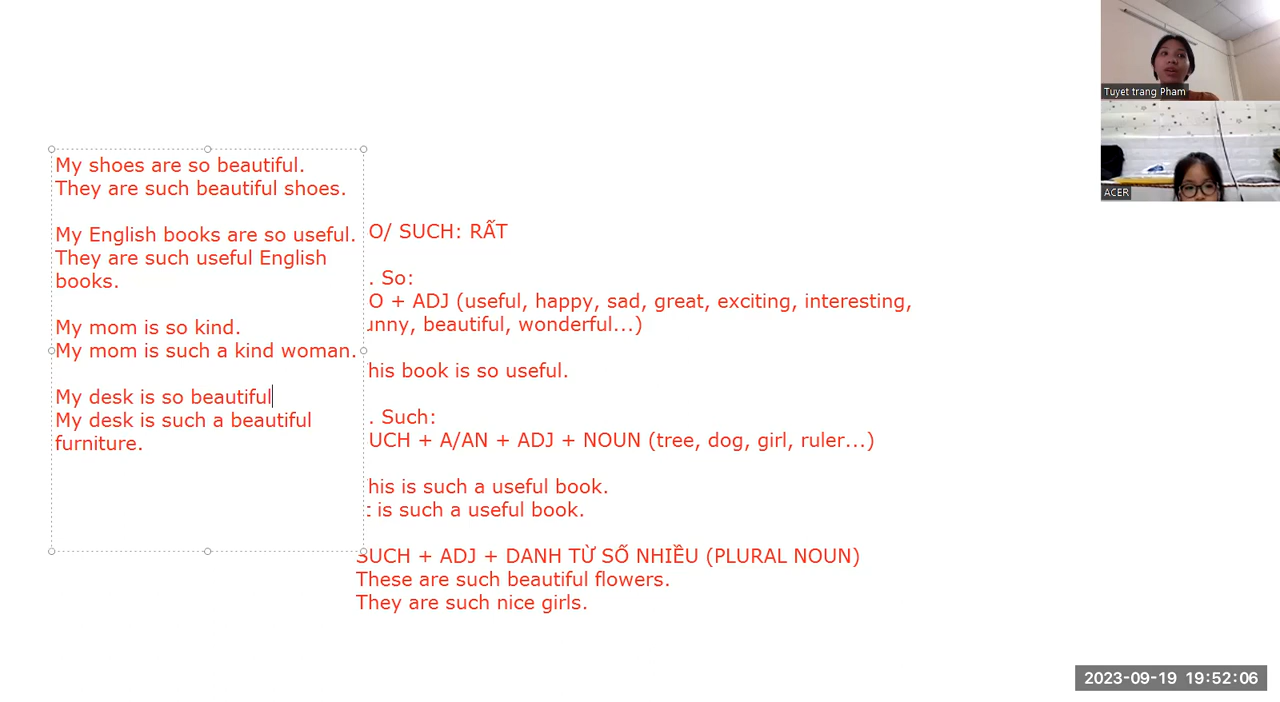 My shoes are so beautiful.
They are such beautiful shoes.
My English books are so useful.
They are such useful English
books.
My mom is so kind.
My mom is such a kind woman.
My desk is so beautiful
My desk is such a beautiful
furniture.
O/ SUCH: RẤT
. So:
O + ADJ (useful, happy, sad, great, exciting, interesting,
unny, beautiful, wonderful...)
his book is so useful.
. Such:
UCH + A/AN + ADJ + NOUN (tree, dog, girl, ruler...)
his is such a useful book.
t is such a useful book.
SUCH + ADJ + DANH TỪ SỐ NHIỀU (PLURAL NOUN)
These are such beautiful flowers.
They are such nice girls.
Tuyet trang Pham
ACER
2023-09-19 19:52:06